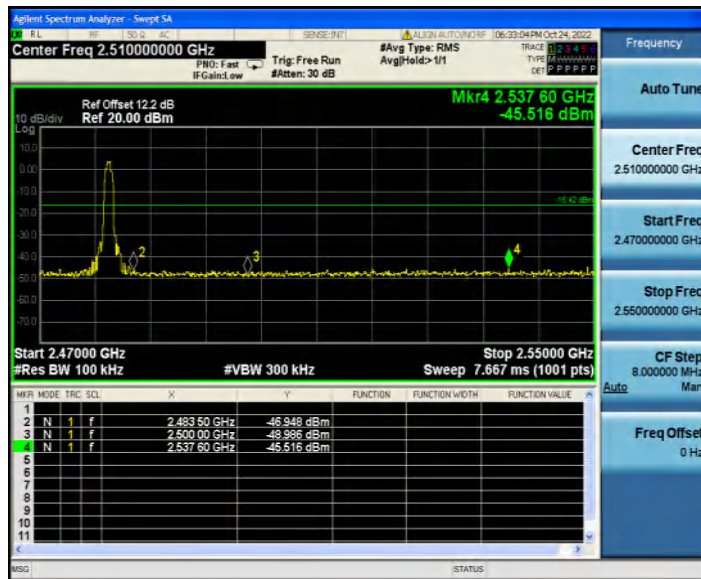 Agilent Spectrum Analyzer - Swept SA
RL RF 50 Ω AC SENSE:INT ALIGN AUTO/NORF 06:33:04 PM Oct 24, 2022
Center Freq 2.510000000 GHz
PNO: Fast
IFGain:Low
Trig: Free Run
#Atten: 30 dB
#Avg Type: RMS
Avg|Hold:>1/1
TRACE 1 2 3 4 5 6
TYPE M
DET P P P P P P
Ref Offset 12.2 dB
Ref 20.00 dBm
10 dB/div
Log
Mkr4 2.537 60 GHz
-45.516 dBm
10.0
0.00
-10.0
-20.0
-30.0
-40.0
-50.0
-60.0
-70.0
-16.42 dBm
2
3
4
Start 2.47000 GHz
Stop 2.55000 GHz
#Res BW 100 kHz
#VBW 300 kHz
Sweep 7.667 ms (1001 pts)
MKR MODE TRC SCL X Y FUNCTION FUNCTION WIDTH FUNCTION VALUE
1
2 N 1 f 2.483 50 GHz -46.948 dBm
3 N 1 f 2.500 00 GHz -48.986 dBm
4 N 1 f 2.537 60 GHz -45.516 dBm
5
6
7
8
9
10
11
MSG
STATUS
Frequency
Auto Tune
Center Freq
2.510000000 GHz
Start Freq
2.470000000 GHz
Stop Freq
2.550000000 GHz
CF Step
8.000000 MHz
Auto Man
Freq Offset
0 Hz